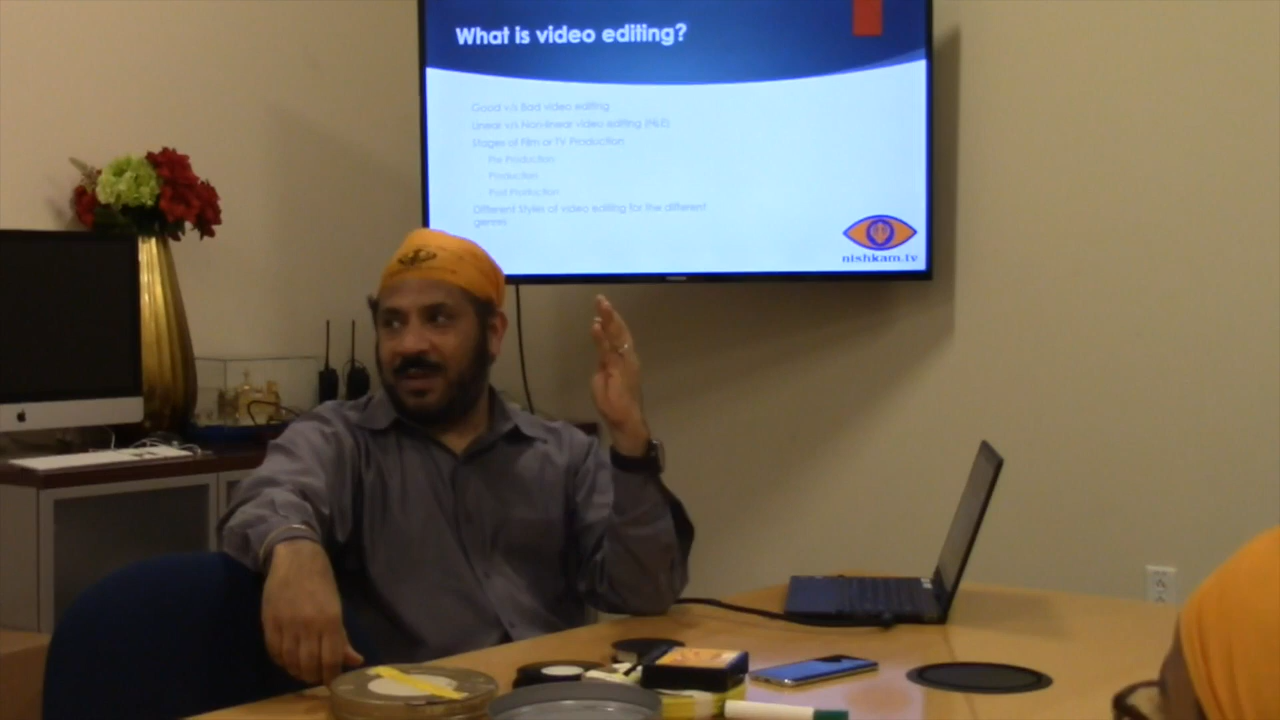 What is video editing?
Good v/s Bad video editing
Linear v/s Non-linear video editing (NLE)
Stages of Film or TV Production
Pre Production
Production
Post Production
Different Styles of video editing for the different
genres
nishkam.tv